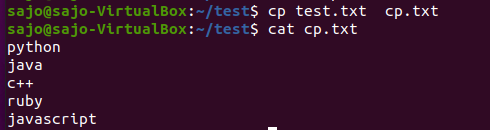 sajo@sajo-VirtualBox:~/test$ cp test.txt  cp.txt
sajo@sajo-VirtualBox:~/test$ cat cp.txt
python
java
c++
ruby
javascript